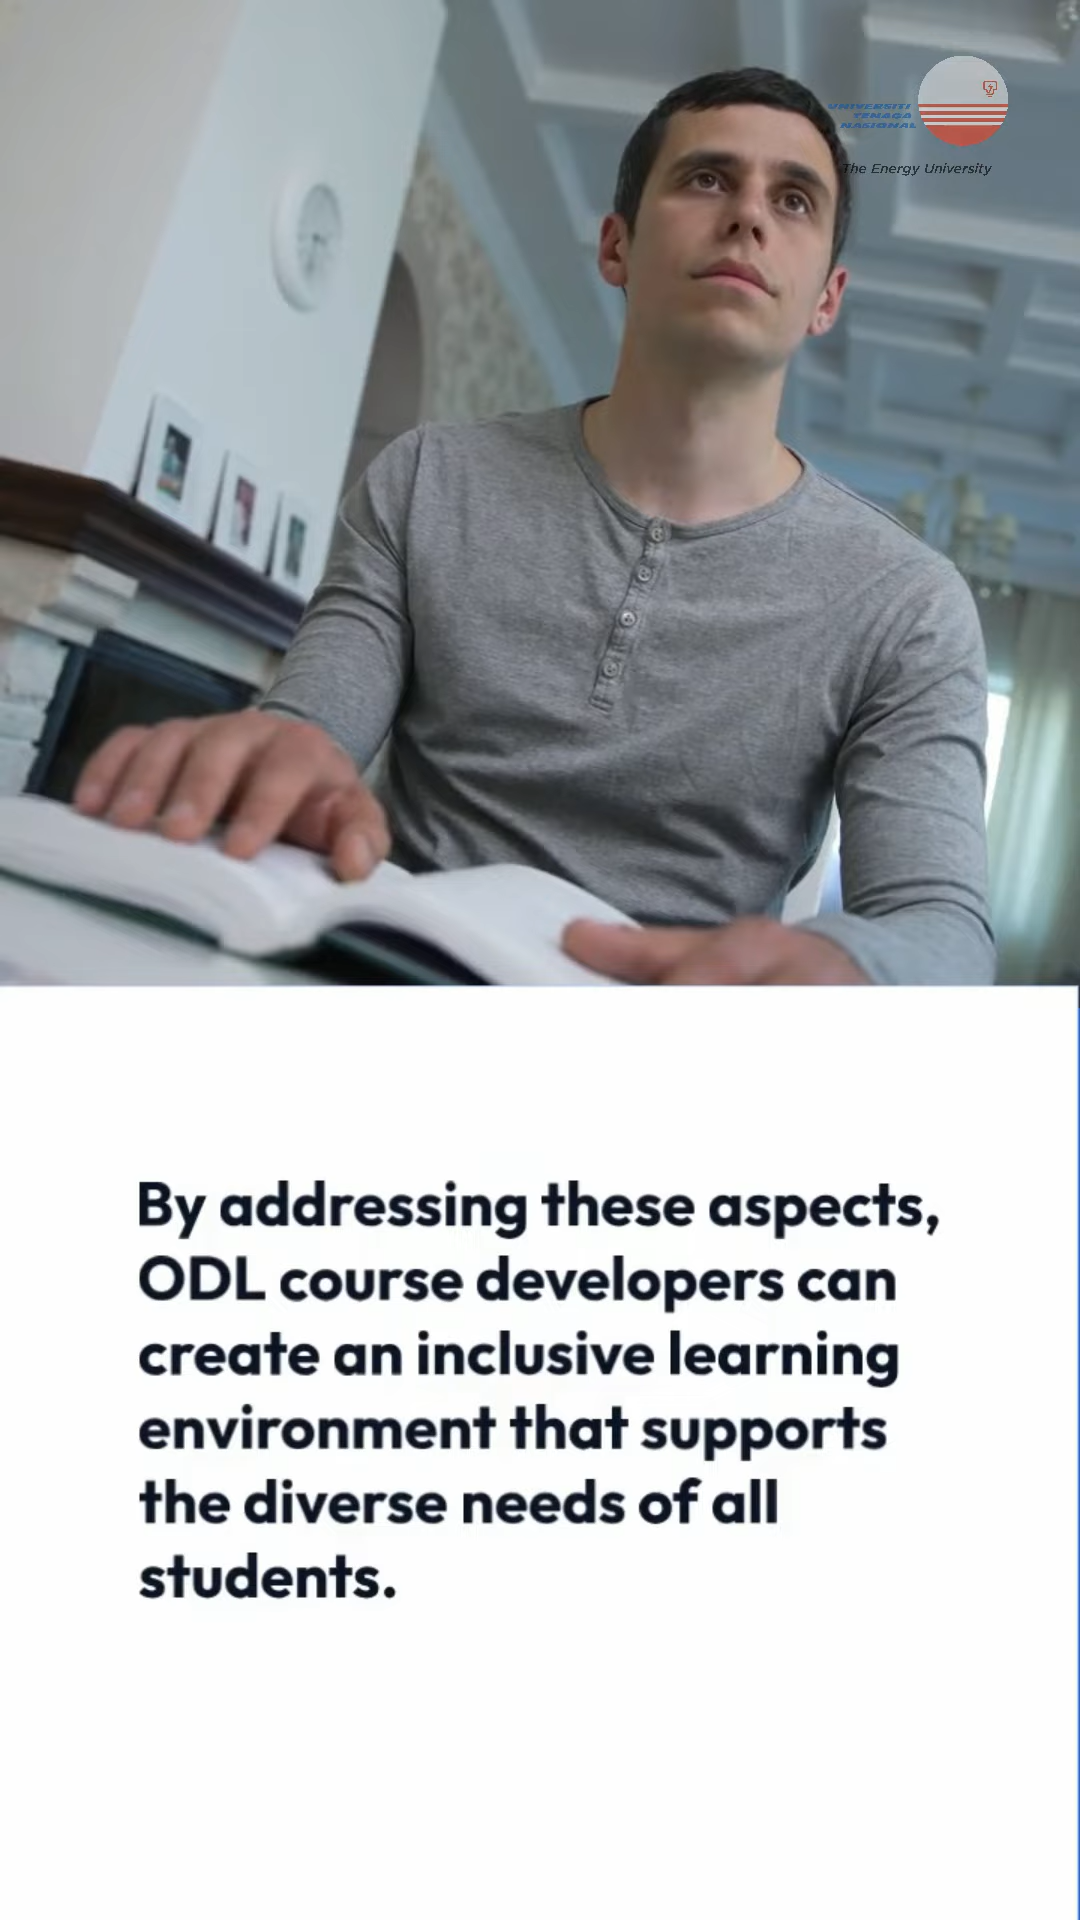 UNIVERSITI
TENAGA
NASIONAL
The Energy University
By addressing these aspects,
ODL course developers can
create an inclusive learning
environment that supports
the diverse needs of all
students.